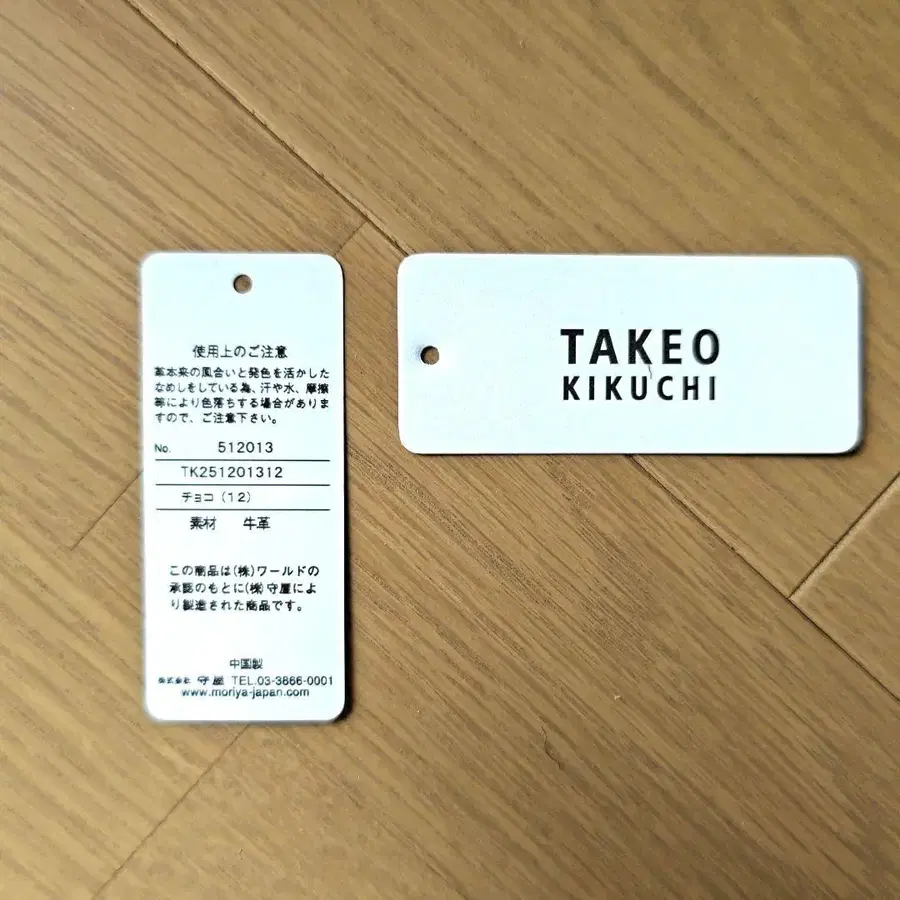 使用上のご注意
革本来の風合いと発色を活かした
なめしをしている為、汗や水、摩擦
等により色落ちする場合がありま
すので、ご注意下さい。
No. 512013
TK251201312
チョコ(12)
素材 牛革
この商品は(株)ワールドの
承認のもとに(株)守屋によ
り製造された商品です。
中国製
株式会社 守屋 TEL.03-3866-0001
www.moriya-japan.com
TAKEO
KIKUCHI